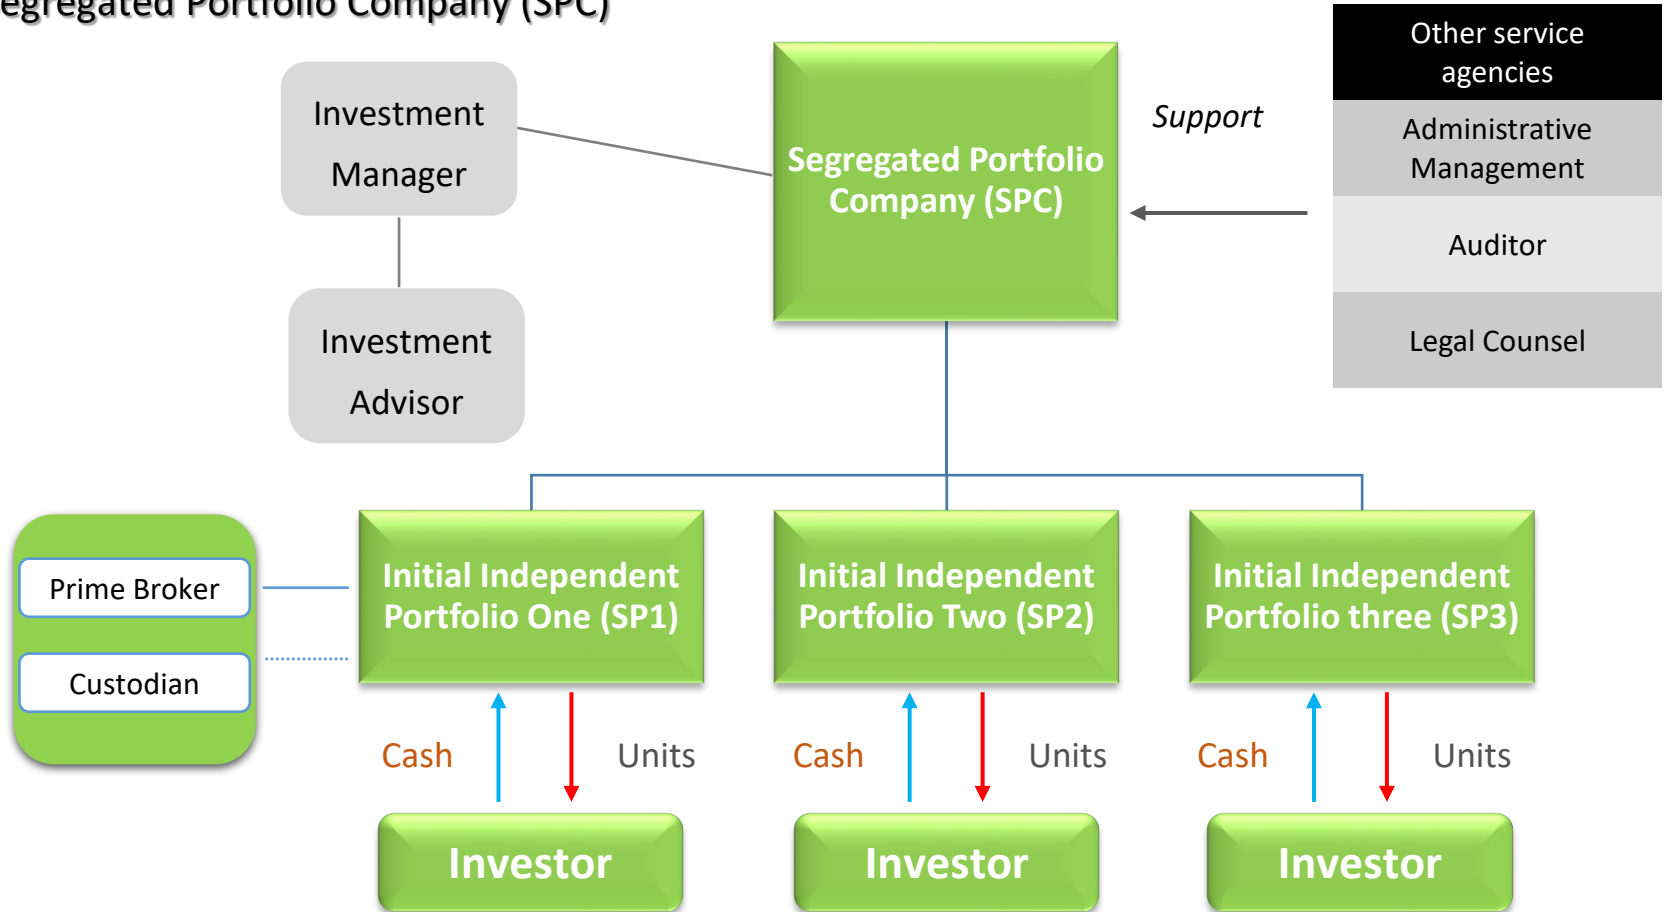 egregated Portfolio Company (SPC)
Other service
agencies
Administrative
Management
Auditor
Legal Counsel
Support
Investment
Manager
Segregated Portfolio
Company (SPC)
Investment
Advisor
Prime Broker
Custodian
Initial Independent
Portfolio One (SP1)
Initial Independent
Portfolio Two (SP2)
Initial Independent
Portfolio three (SP3)
Cash
Units
Cash
Units
Cash
Units
Investor
Investor
Investor